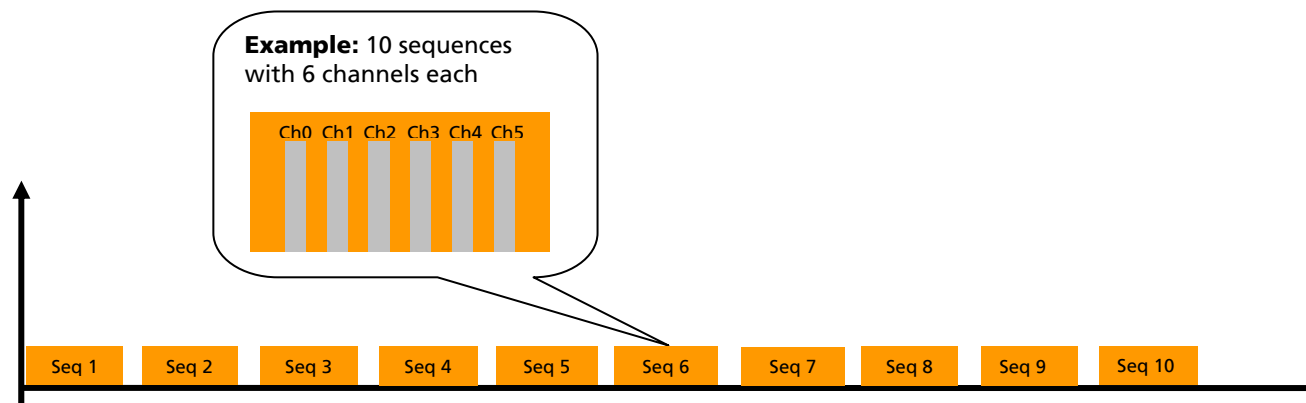 Example: 10 sequences
with 6 channels each
Ch0 Ch1 Ch2 Ch3 Ch4 Ch5
Seq 1 Seq 2 Seq 3 Seq 4 Seq 5 Seq 6 Seq 7 Seq 8 Seq 9 Seq 10